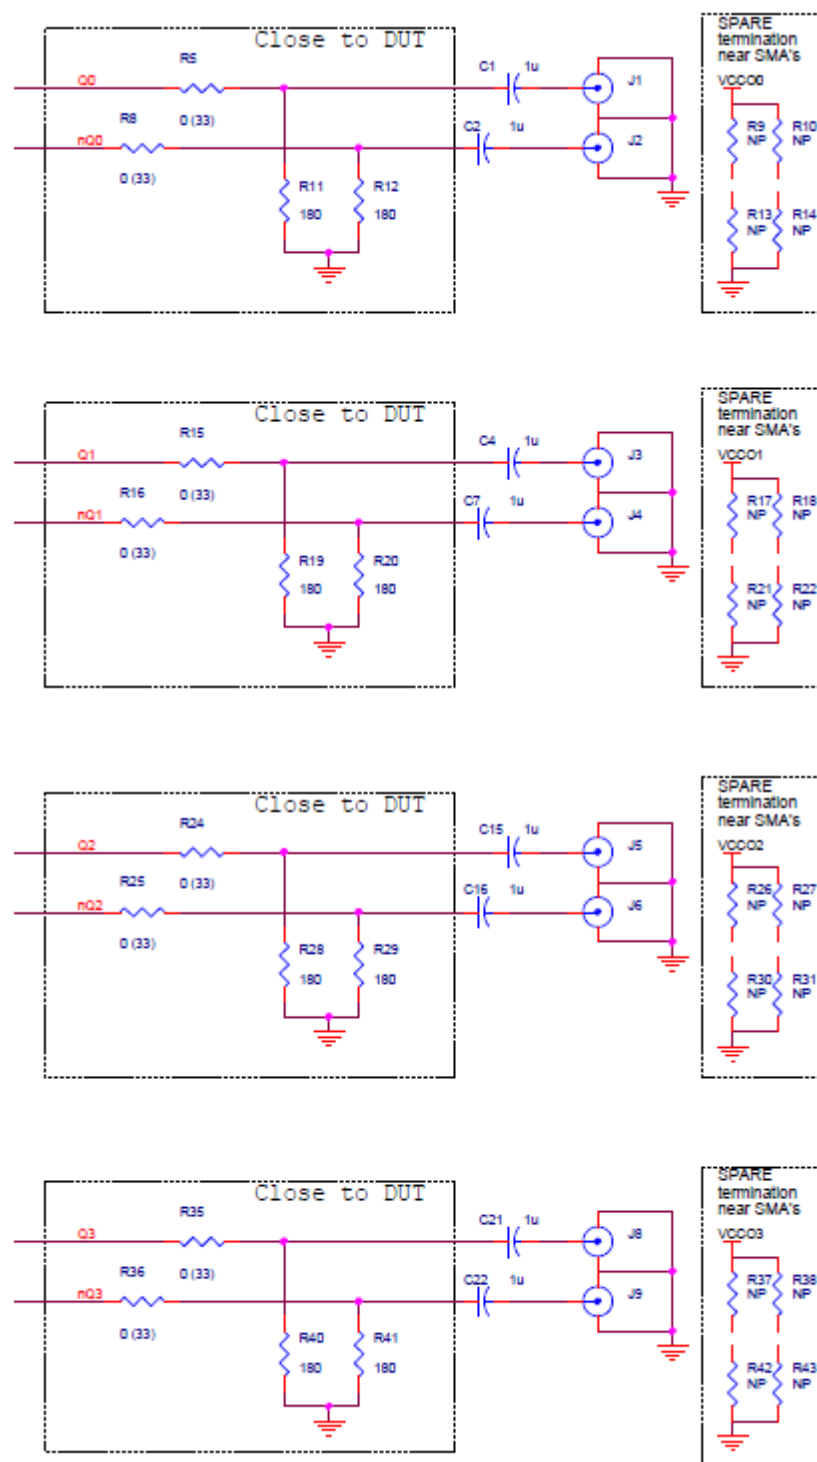 Close to DUT
SPARE
termination
near SMA's
VCCO0
Q0
R5
0 (33)
C1 1u
J1
nQ0
R8
0 (33)
C2 1u
J2
R11
180
R12
180
R9
NP
R10
NP
R13
NP
R14
NP
Close to DUT
SPARE
termination
near SMA's
VCCO1
Q1
R15
0 (33)
C4 1u
J3
nQ1
R16
0 (33)
C7 1u
J4
R19
180
R20
180
R17
NP
R18
NP
R21
NP
R22
NP
Close to DUT
SPARE
termination
near SMA's
VCCO2
Q2
R24
0 (33)
C15 1u
J5
nQ2
R25
0 (33)
C16 1u
J6
R28
180
R29
180
R26
NP
R27
NP
R30
NP
R31
NP
Close to DUT
SPARE
termination
near SMA's
VCCO3
Q3
R35
0 (33)
C21 1u
J8
nQ3
R36
0 (33)
C22 1u
J9
R40
180
R41
180
R37
NP
R38
NP
R42
NP
R43
NP